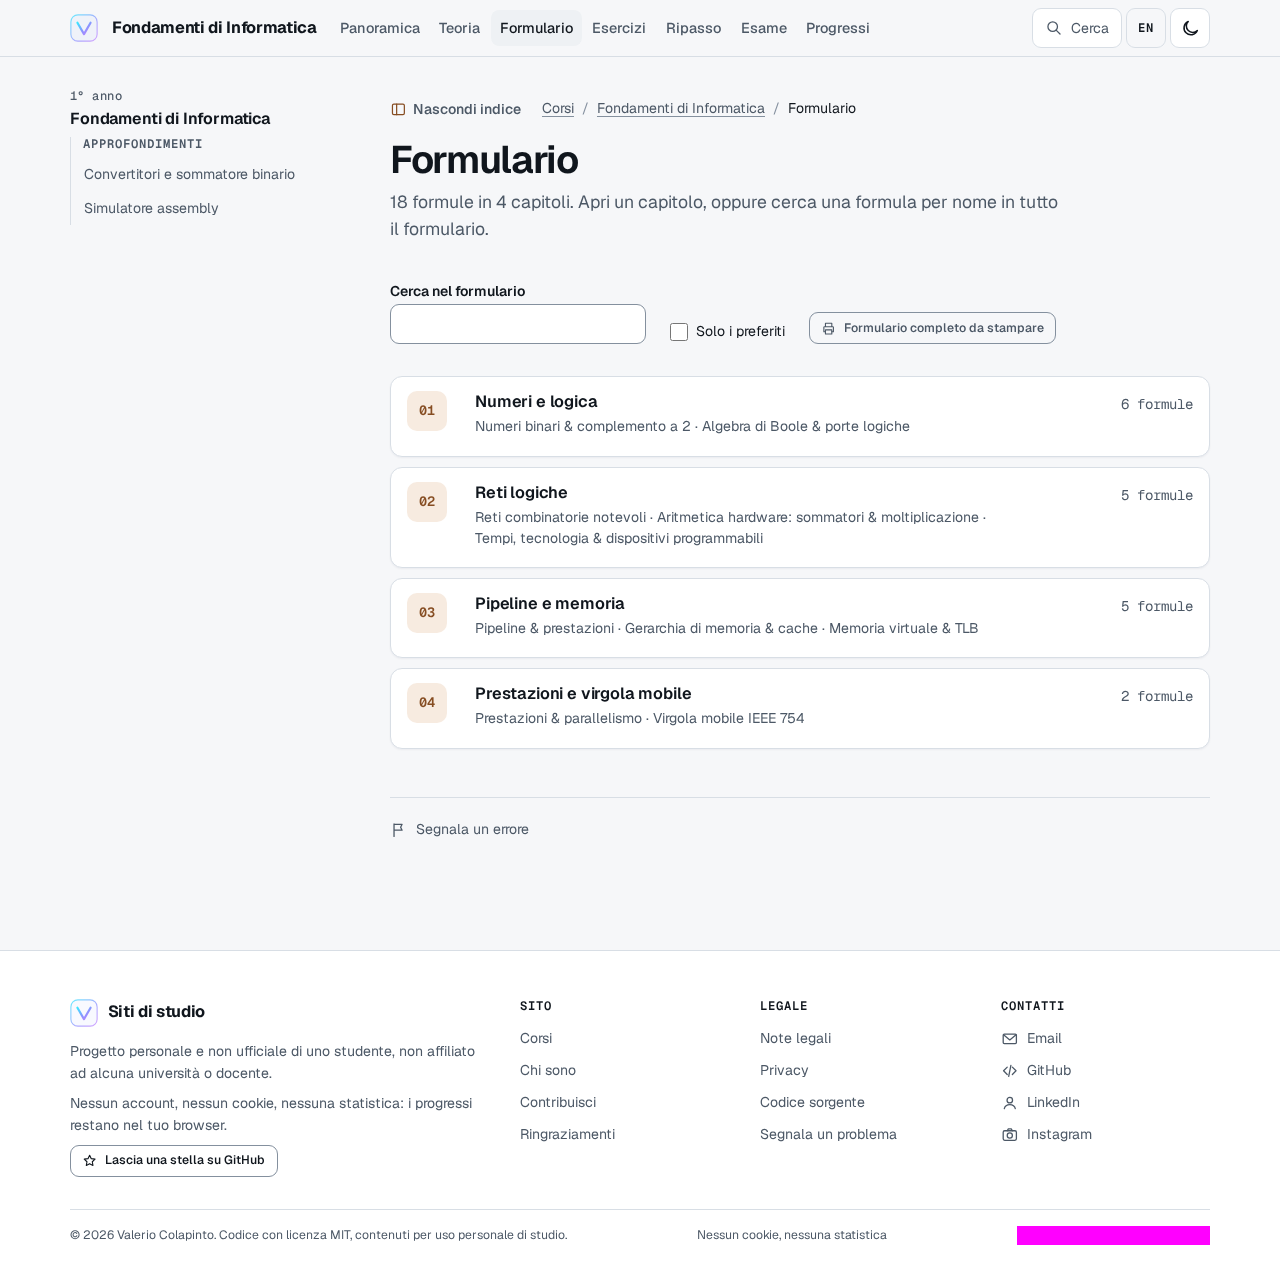 Fondamenti di Informatica
Panoramica
Teoria
Formulario
Esercizi
Ripasso
Esame
Progressi
Cerca
EN
1° anno
Fondamenti di Informatica
APPROFONDIMENTI
Convertitori e sommatore binario
Simulatore assembly
Nascondi indice
Corsi / Fondamenti di Informatica / Formulario
Formulario
18 formule in 4 capitoli. Apri un capitolo, oppure cerca una formula per nome in tutto
il formulario.
Cerca nel formulario
Solo i preferiti
Formulario completo da stampare
01
Numeri e logica
6 formule
Numeri binari & complemento a 2 · Algebra di Boole & porte logiche
02
Reti logiche
5 formule
Reti combinatorie notevoli · Aritmetica hardware: sommatori & moltiplicazione ·
Tempi, tecnologia & dispositivi programmabili
03
Pipeline e memoria
5 formule
Pipeline & prestazioni · Gerarchia di memoria & cache · Memoria virtuale & TLB
04
Prestazioni e virgola mobile
2 formule
Prestazioni & parallelismo · Virgola mobile IEEE 754
Segnala un errore
Siti di studio
Progetto personale e non ufficiale di uno studente, non affiliato
ad alcuna università o docente.
Nessun account, nessun cookie, nessuna statistica: i progressi
restano nel tuo browser.
Lascia una stella su GitHub
SITO
Corsi
Chi sono
Contribuisci
Ringraziamenti
LEGALE
Note legali
Privacy
Codice sorgente
Segnala un problema
CONTATTI
Email
GitHub
LinkedIn
Instagram
© 2026 Valerio Colapinto. Codice con licenza MIT, contenuti per uso personale di studio.
Nessun cookie, nessuna statistica